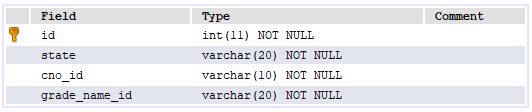 Field Type Comment
id int(11) NOT NULL
state varchar(20) NOT NULL
cno_id varchar(10) NOT NULL
grade_name_id varchar(20) NOT NULL